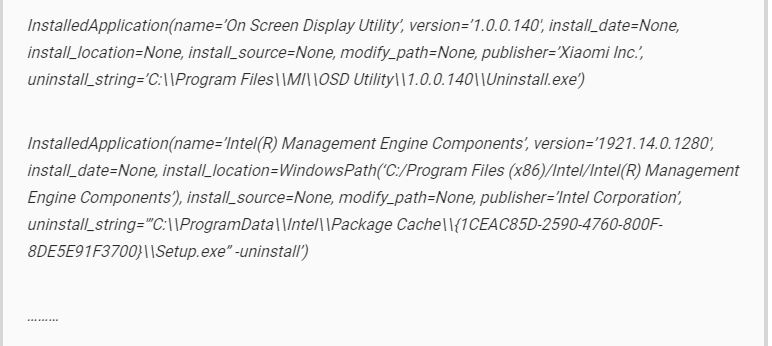 InstalledApplication(name=’On Screen Display Utility’, version=’1.0.0.140′, install_date=None,
install_location=None, install_source=None, modify_path=None, publisher=’Xiaomi Inc.’,
uninstall_string=’C:\\Program Files\\MI\\OSD Utility\\1.0.0.140\\Uninstall.exe’)
InstalledApplication(name=’Intel(R) Management Engine Components’, version=’1921.14.0.1280′,
install_date=None, install_location=WindowsPath(‘C:/Program Files (x86)/Intel/Intel(R) Management
Engine Components’), install_source=None, modify_path=None, publisher=’Intel Corporation’,
uninstall_string=’”C:\\ProgramData\\Intel\\Package Cache\\{1CEAC85D-2590-4760-800F-
8DE5E91F3700}\\Setup.exe” -uninstall’)
………